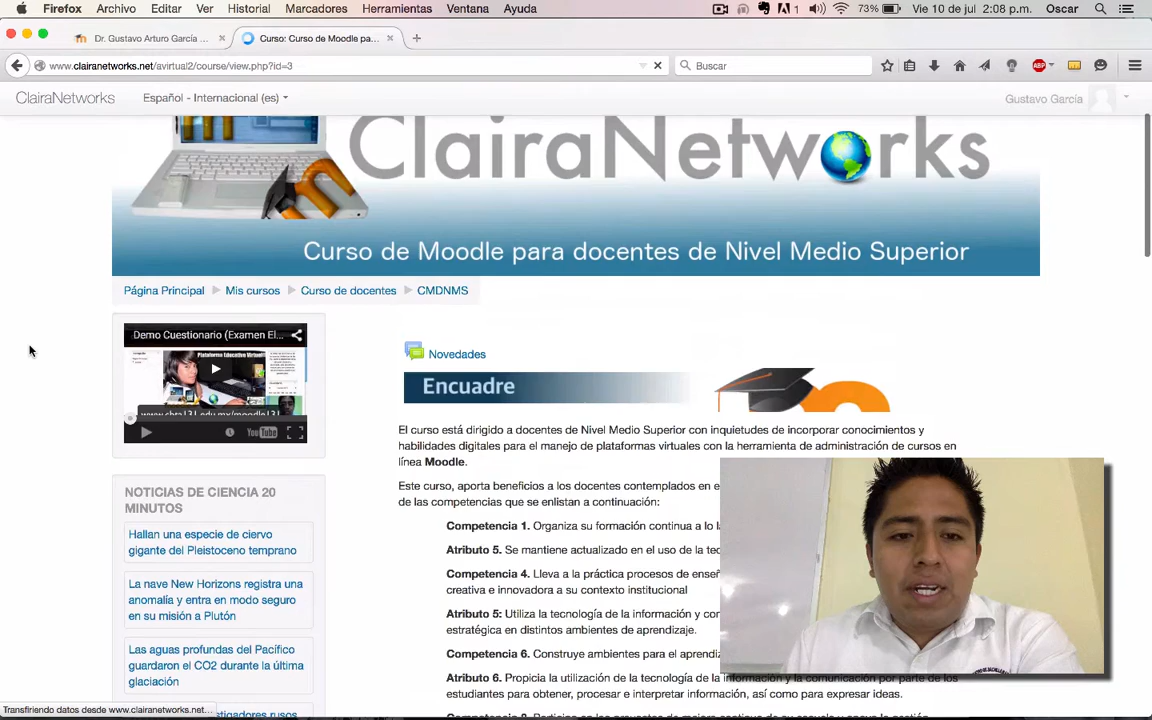 Firefox Archivo Editar Ver Historial Marcadores Herramientas Ventana Ayuda 1 73% Vie 10 de jul 2:08 p.m. Oscar
Dr. Gustavo Arturo García ... Curso: Curso de Moodle pa...
www.clairanetworks.net/avirtual2/course/view.php?id=3 Buscar ABP
ClairaNetworks Español - Internacional (es) Gustavo García
ClairaNetworks
Curso de Moodle para docentes de Nivel Medio Superior
Página Principal Mis cursos Curso de docentes CMDNMS
Demo Cuestionario (Examen El...
Plataforma Educativa Virtual
YouTube
NOTICIAS DE CIENCIA 20
MINUTOS
Hallan una especie de ciervo
gigante del Pleistoceno temprano
La nave New Horizons registra una
anomalía y entra en modo seguro
en su misión a Plutón
Las aguas profundas del Pacífico
guardaron el CO2 durante la última
glaciación
rusos
Novedades
Encuadre
El curso está dirigido a docentes de Nivel Medio Superior con inquietudes de incorporar conocimientos y
habilidades digitales para el manejo de plataformas virtuales con la herramienta de administración de cursos en
línea Moodle.
Este curso, aporta beneficios a los docentes contemplados en e
de las competencias que se enlistan a continuación:
Competencia 1. Organiza su formación continua a lo l
Atributo 5. Se mantiene actualizado en el uso de la tec
Competencia 4. Lleva a la práctica procesos de enseñ
creativa e innovadora a su contexto institucional
Atributo 5: Utiliza la tecnología de la información y con
estratégica en distintos ambientes de aprendizaje.
Competencia 6. Construye ambientes para el aprendiz
Atributo 6. Propicia la utilización de la tecnología de la información y la comunicación por parte de los
estudiantes para obtener, procesar e interpretar información, así como para expresar ideas.
Transfiriendo datos desde www.clairanetworks.net...